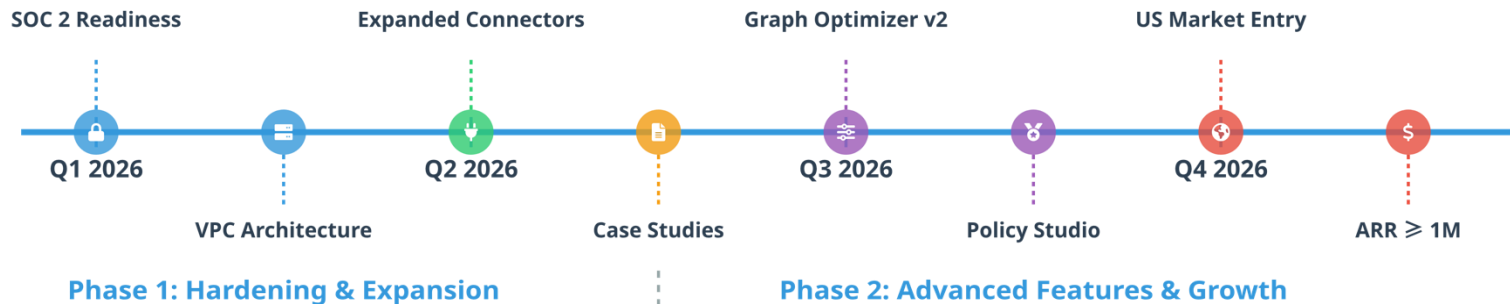 SOC 2 Readiness
Expanded Connectors
Graph Optimizer v2
US Market Entry
Q1 2026
Q2 2026
Q3 2026
Q4 2026
VPC Architecture
Case Studies
Policy Studio
ARR ⩾ 1M
Phase 1: Hardening & Expansion
Phase 2: Advanced Features & Growth